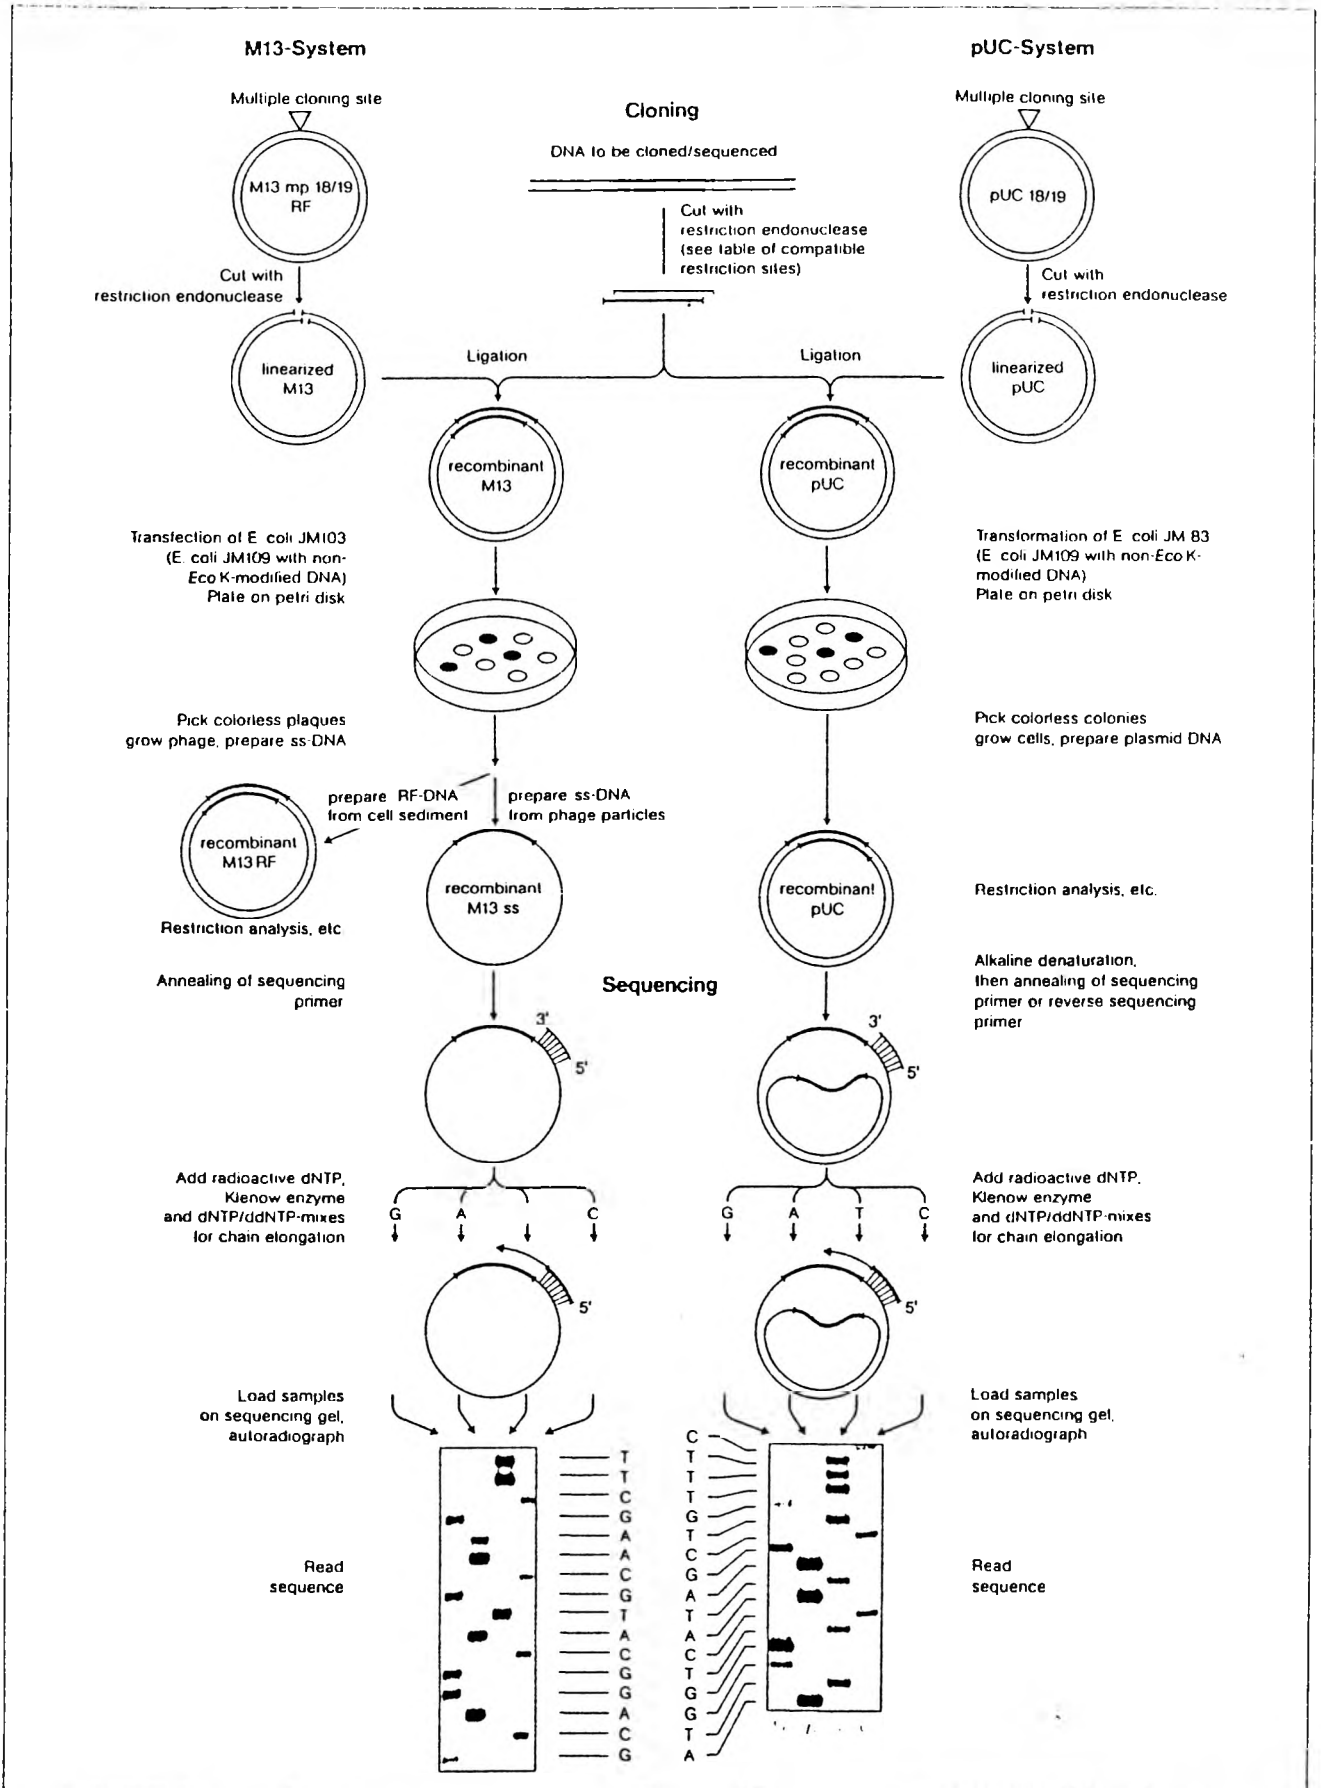 M13-System
pUC-System
Multiple cloning site
Cloning
Multiple cloning site
DNA to be cloned/sequenced
M13 mp 18/19
RF
pUC 18/19
Cut with
restriction endonuclease
(see table of compatible
restriction sites)
Cut with
restriction endonuclease
Cut with
restriction endonuclease
Ligation
Ligation
linearized
M13
linearized
pUC
recombinant
M13
recombinant
pUC
Transfection of E coli JM103
(E. coli JM109 with non-
Eco K-modified DNA)
Plate on petri disk
Transformation of E coli JM 83
(E coli JM109 with non-Eco K-
modified DNA)
Plate on petri disk
Pick colorless plaques
grow phage, prepare ss-DNA
Pick colorless colonies
grow cells, prepare plasmid DNA
prepare RF-DNA
from cell sediment
prepare ss-DNA
from phage particles
recombinant
M13 RF
recombinant
M13 ss
recombinant
pUC
Restriction analysis, etc
Restriction analysis, etc.
Annealing of sequencing
primer
Sequencing
Alkaline denaturation,
then annealing of sequencing
primer or reverse sequencing
primer
3'
5'
3'
5'
Add radioactive dNTP,
Klenow enzyme
and dNTP/ddNTP-mixes
for chain elongation
G A C
G A T C
Add radioactive dNTP,
Klenow enzyme
and dNTP/ddNTP-mixes
for chain elongation
5'
5'
Load samples
on sequencing gel,
autoradiograph
Load samples
on sequencing gel,
autoradiograph
Read
sequence
T
T
C
G
A
A
C
G
T
A
C
G
G
A
C
G
C
T
T
T
G
T
C
G
A
T
A
C
T
G
G
T
A
Read
sequence